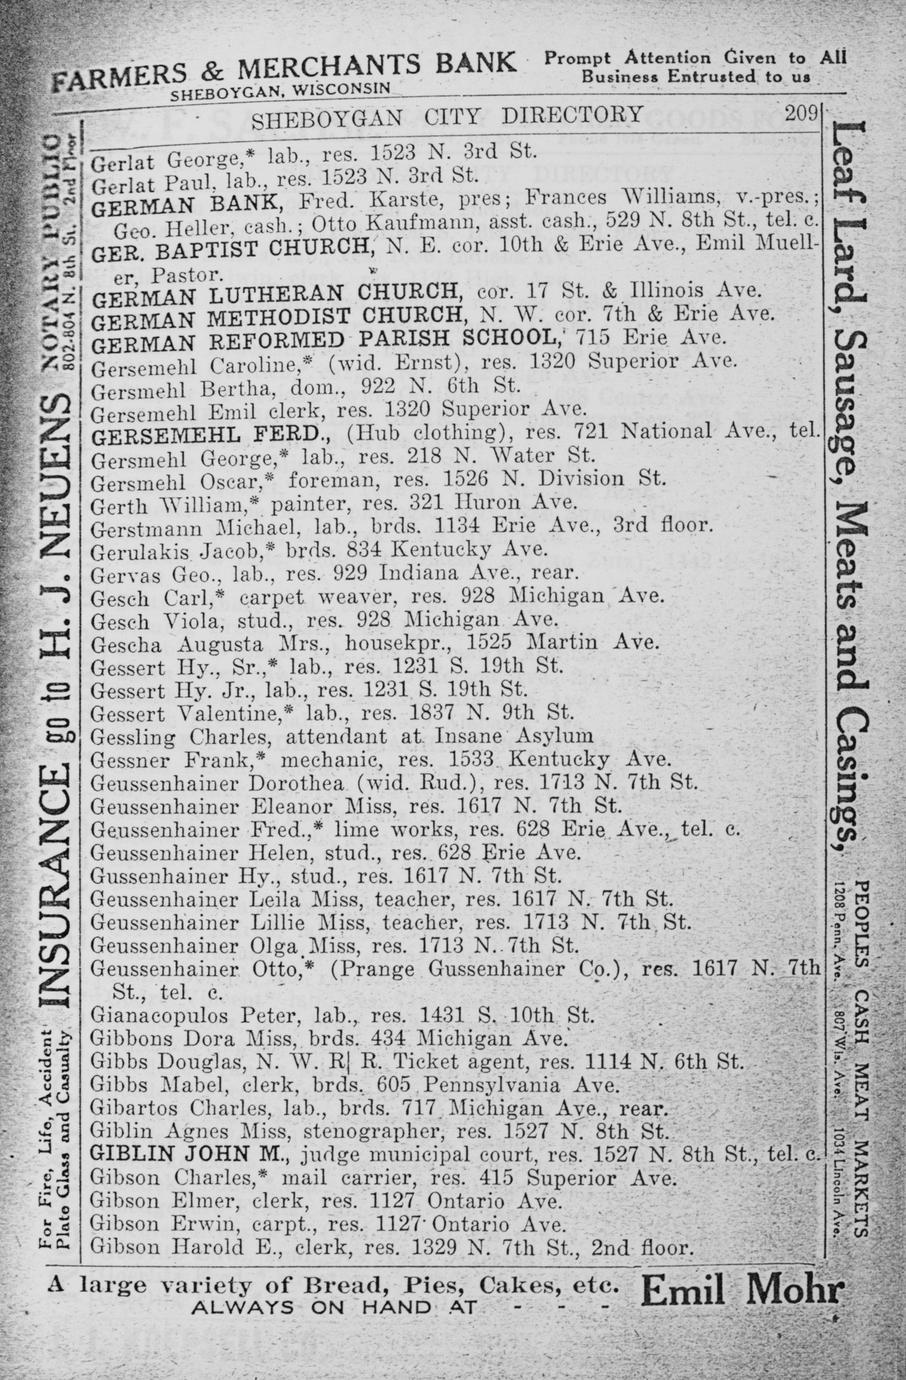 FARMERS & MERCHANTS BANK
SHEBOYGAN, WISCONSIN
Prompt Attention Given to All
Business Entrusted to us
SHEBOYGAN CITY DIRECTORY 209
Gerlat George,* lab., res. 1523 N. 3rd St.
Gerlat Paul, lab., res. 1523 N. 3rd St.
GERMAN BANK, Fred. Karste, pres; Frances Williams, v.-pres.;
Geo. Heller, cash.; Otto Kaufmann, asst. cash., 529 N. 8th St., tel. c.
GER. BAPTIST CHURCH, N. E. cor. 10th & Erie Ave., Emil Muell-
er, Pastor.
GERMAN LUTHERAN CHURCH, cor. 17 St. & Illinois Ave.
GERMAN METHODIST CHURCH, N. W. cor. 7th & Erie Ave.
GERMAN REFORMED PARISH SCHOOL, 715 Erie Ave.
Gersemehl Caroline,* (wid. Ernst), res. 1320 Superior Ave.
Gersmehl Bertha, dom., 922 N. 6th St.
Gersemehl Emil clerk, res. 1320 Superior Ave.
GERSEMEHL FERD., (Hub clothing), res. 721 National Ave., tel.
Gersmehl George,* lab., res. 218 N. Water St.
Gersmehl Oscar,* foreman, res. 1526 N. Division St.
Gerth William,* painter, res. 321 Huron Ave.
Gerstmann Michael, lab., brds. 1134 Erie Ave., 3rd floor.
Gerulakis Jacob,* brds. 834 Kentucky Ave.
Gervas Geo., lab., res. 929 Indiana Ave., rear.
Gesch Carl,* carpet weaver, res. 928 Michigan Ave.
Gesch Viola, stud., res. 928 Michigan Ave.
Gescha Augusta Mrs., housekpr., 1525 Martin Ave.
Gessert Hy., Sr.,* lab., res. 1231 S. 19th St.
Gessert Hy. Jr., lab., res. 1231 S. 19th St.
Gessert Valentine,* lab., res. 1837 N. 9th St.
Gessling Charles, attendant at Insane Asylum
Gessner Frank,* mechanic, res. 1533 Kentucky Ave.
Geussenhainer Dorothea (wid. Rud.), res. 1713 N. 7th St.
Geussenhainer Eleanor Miss, res. 1617 N. 7th St.
Geussenhainer Fred.,* lime works, res. 628 Erie Ave., tel. c.
Geussenhainer Helen, stud., res. 628 Erie Ave.
Gussenhainer Hy., stud., res. 1617 N. 7th St.
Geussenhainer Leila Miss, teacher, res. 1617 N. 7th St.
Geussenhainer Lillie Miss, teacher, res. 1713 N. 7th St.
Geussenhainer Olga Miss, res. 1713 N. 7th St.
Geussenhainer Otto,* (Prange Gussenhainer Co.), res. 1617 N. 7th
St., tel. c.
Gianacopulos Peter, lab., res. 1431 S. 10th St.
Gibbons Dora Miss, brds. 434 Michigan Ave.
Gibbs Douglas, N. W. R| R. Ticket agent, res. 1114 N. 6th St.
Gibbs Mabel, clerk, brds. 605 Pennsylvania Ave.
Gibartos Charles, lab., brds. 717 Michigan Ave., rear.
Giblin Agnes Miss, stenographer, res. 1527 N. 8th St.
GIBLIN JOHN M., judge municipal court, res. 1527 N. 8th St., tel. c.
Gibson Charles,* mail carrier, res. 415 Superior Ave.
Gibson Elmer, clerk, res. 1127 Ontario Ave.
Gibson Erwin, carpt., res. 1127 Ontario Ave.
Gibson Harold E., clerk, res. 1329 N. 7th St., 2nd floor.
For Fire, Life, Accident
Plate Glass and Casualty
INSURANCE go to H. J. NEUENS
NOTARY PUBLIC
802-804 N. 8th St. 2nd Floor
Leaf Lard, Sausage, Meats and Casings,
PEOPLES CASH MEAT MARKETS
1208 Penn. Ave. 807 Wis. Ave. 1034 Lincoln Ave.
A large variety of Bread, Pies, Cakes, etc.
ALWAYS ON HAND AT - - -
Emil Mohr